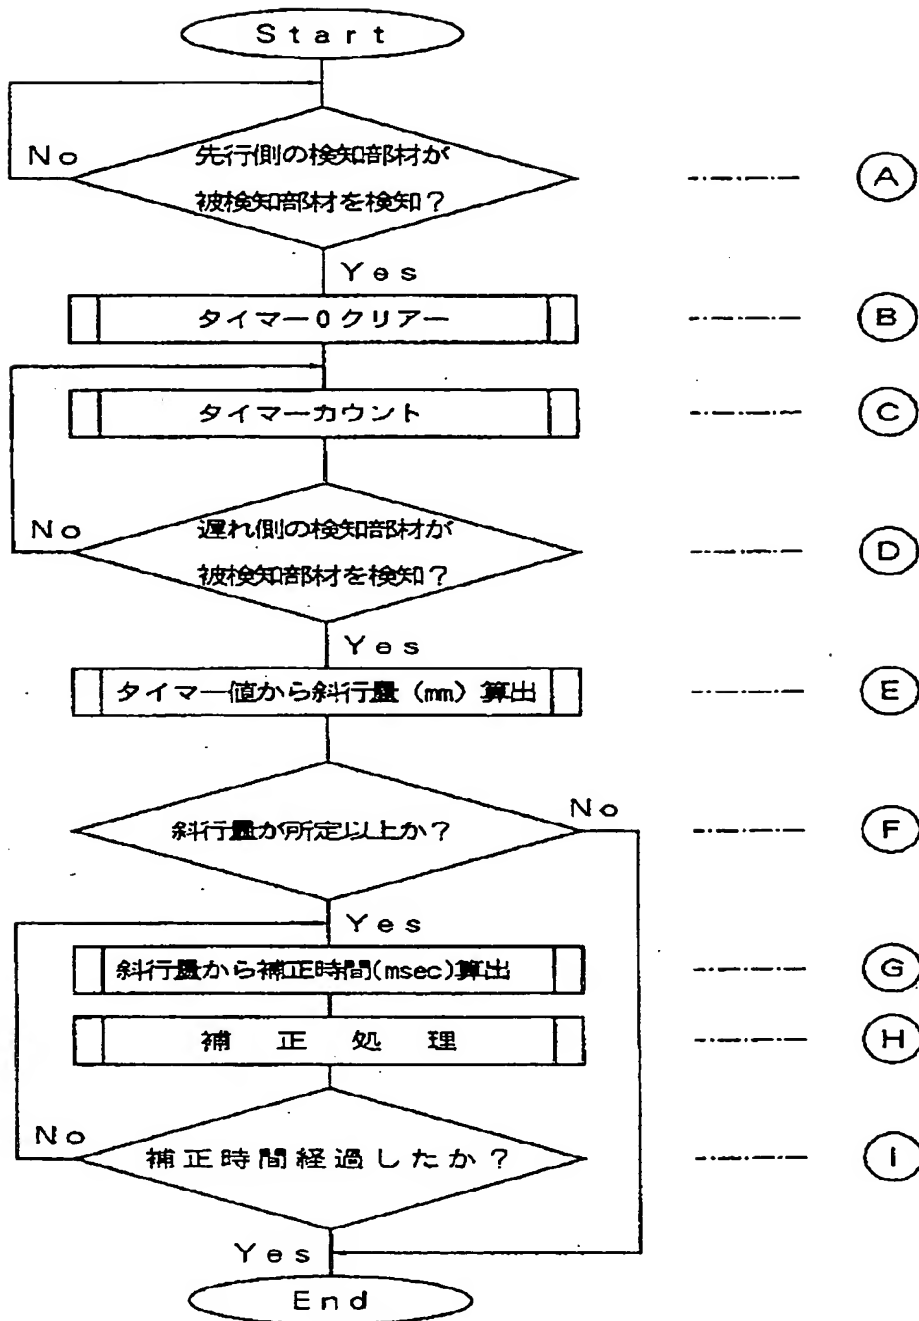 Start
No
先行側の検知部材が
被検知部材を検知?
A
Yes
タイマー0クリアー
B
タイマーカウント
C
No
遅れ側の検知部材が
被検知部材を検知?
D
Yes
タイマー値から斜行量(mm)算出
E
No
斜行量が所定以上か?
F
Yes
斜行量から補正時間(msec)算出
G
補正処理
H
No
補正時間経過したか?
I
Yes
End